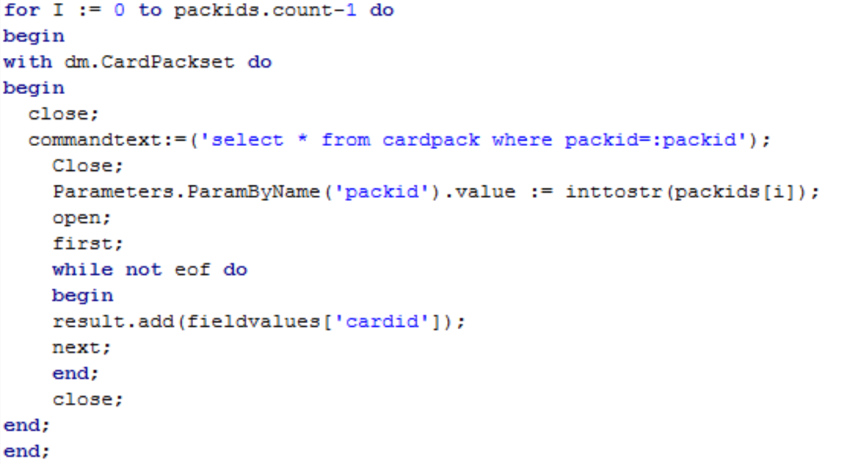 for I := 0 to packids.count-1 do
begin
with dm.CardPackset do
begin
  close;
  commandtext:=('select * from cardpack where packid=:packid');
    Close;
    Parameters.ParamByName('packid').value := inttostr(packids[i]);
    open;
    first;
    while not eof do
    begin
    result.add(fieldvalues['cardid']);
    next;
    end;
    close;
end;
end;